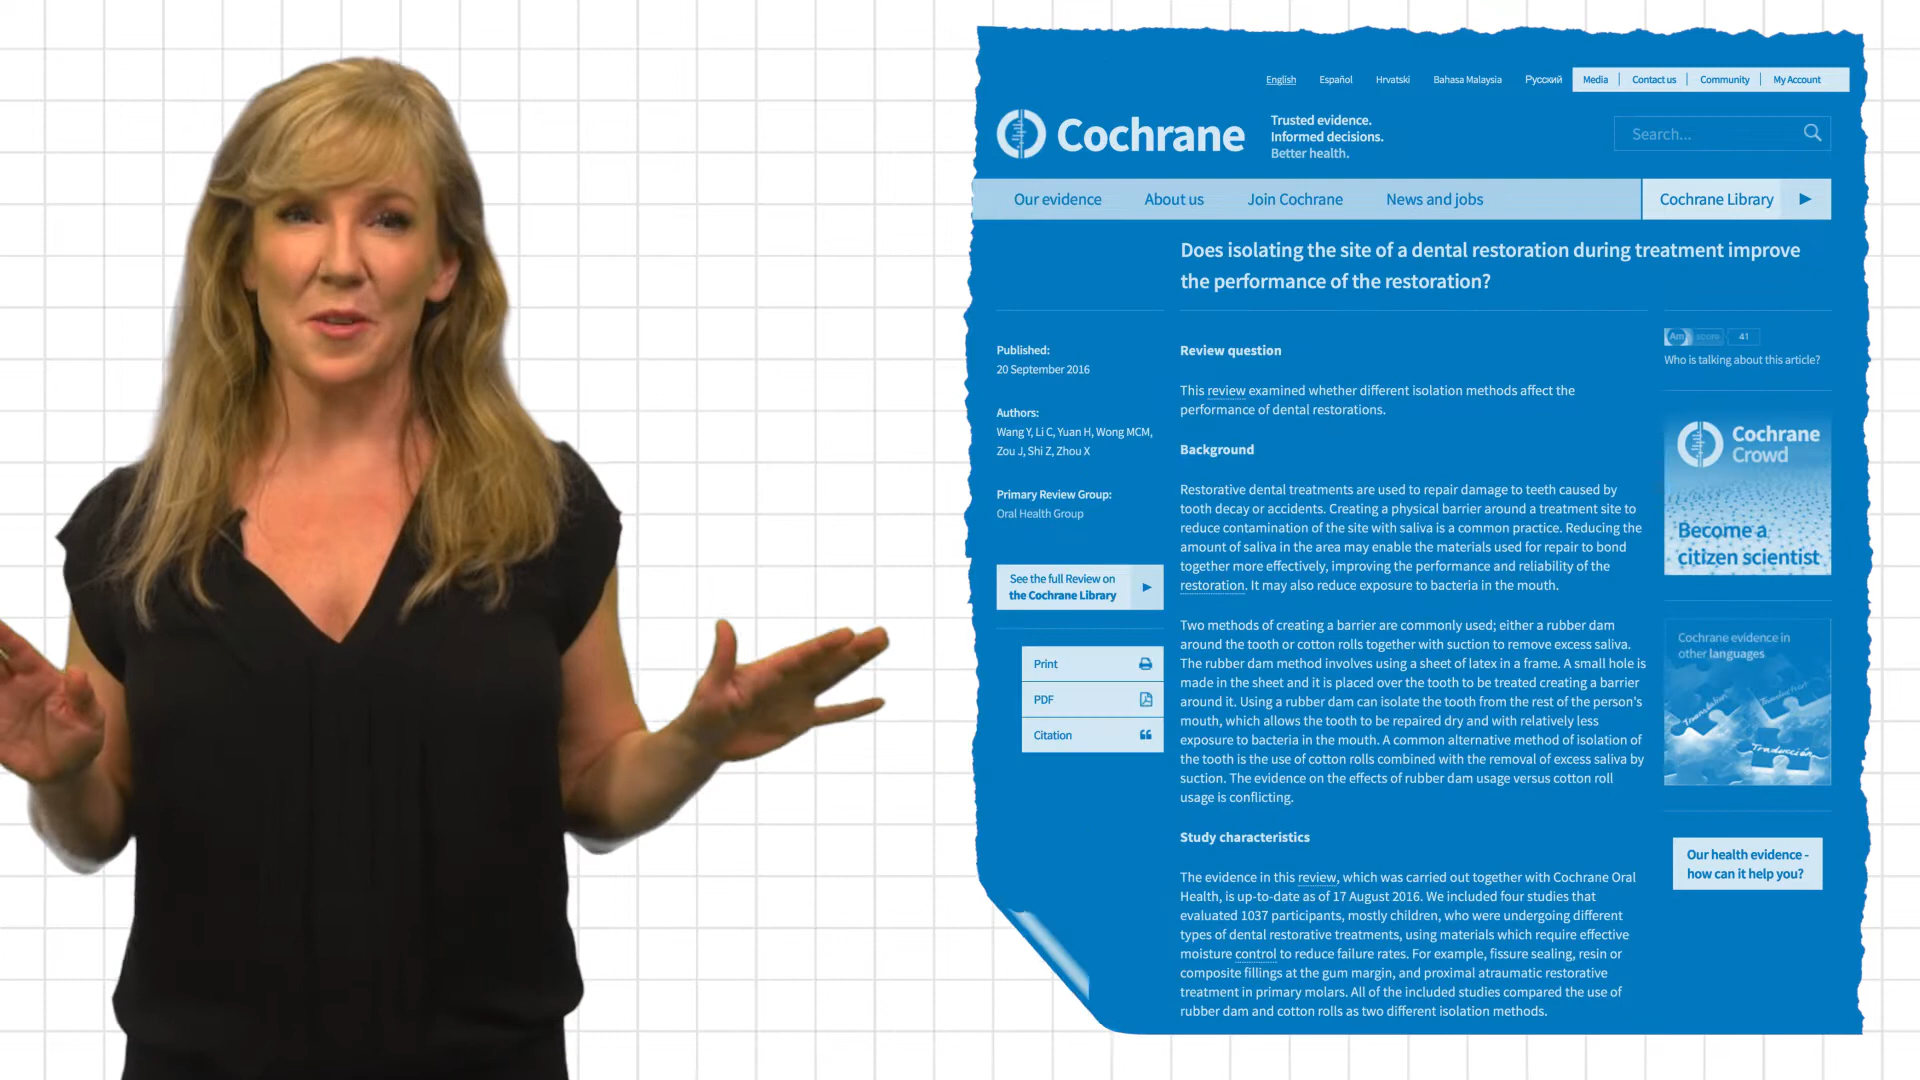 English Español Hrvatski Bahasa Malaysia Русский Media Contact us Community My Account
Cochrane
Trusted evidence.
Informed decisions.
Better health.
Search...
Our evidence About us Join Cochrane News and jobs Cochrane Library
Does isolating the site of a dental restoration during treatment improve
the performance of the restoration?
Published:
20 September 2016
Authors:
Wang Y, Li C, Yuan H, Wong MCM,
Zou J, Shi Z, Zhou X
Primary Review Group:
Oral Health Group
See the full Review on
the Cochrane Library
Print
PDF
Citation
Review question
This review examined whether different isolation methods affect the
performance of dental restorations.
Background
Restorative dental treatments are used to repair damage to teeth caused by
tooth decay or accidents. Creating a physical barrier around a treatment site to
reduce contamination of the site with saliva is a common practice. Reducing the
amount of saliva in the area may enable the materials used for repair to bond
together more effectively, improving the performance and reliability of the
restoration. It may also reduce exposure to bacteria in the mouth.
Two methods of creating a barrier are commonly used; either a rubber dam
around the tooth or cotton rolls together with suction to remove excess saliva.
The rubber dam method involves using a sheet of latex in a frame. A small hole is
made in the sheet and it is placed over the tooth to be treated creating a barrier
around it. Using a rubber dam can isolate the tooth from the rest of the person's
mouth, which allows the tooth to be repaired dry and with relatively less
exposure to bacteria in the mouth. A common alternative method of isolation of
the tooth is the use of cotton rolls combined with the removal of excess saliva by
suction. The evidence on the effects of rubber dam usage versus cotton roll
usage is conflicting.
Study characteristics
The evidence in this review, which was carried out together with Cochrane Oral
Health, is up-to-date as of 17 August 2016. We included four studies that
evaluated 1037 participants, mostly children, who were undergoing different
types of dental restorative treatments, using materials which require effective
moisture control to reduce failure rates. For example, fissure sealing, resin or
composite fillings at the gum margin, and proximal atraumatic restorative
treatment in primary molars. All of the included studies compared the use of
rubber dam and cotton rolls as two different isolation methods.
Am score 41
Who is talking about this article?
Cochrane
Crowd
Become a
citizen scientist
Cochrane evidence in
other languages
Translation
Traducción
Our health evidence -
how can it help you?